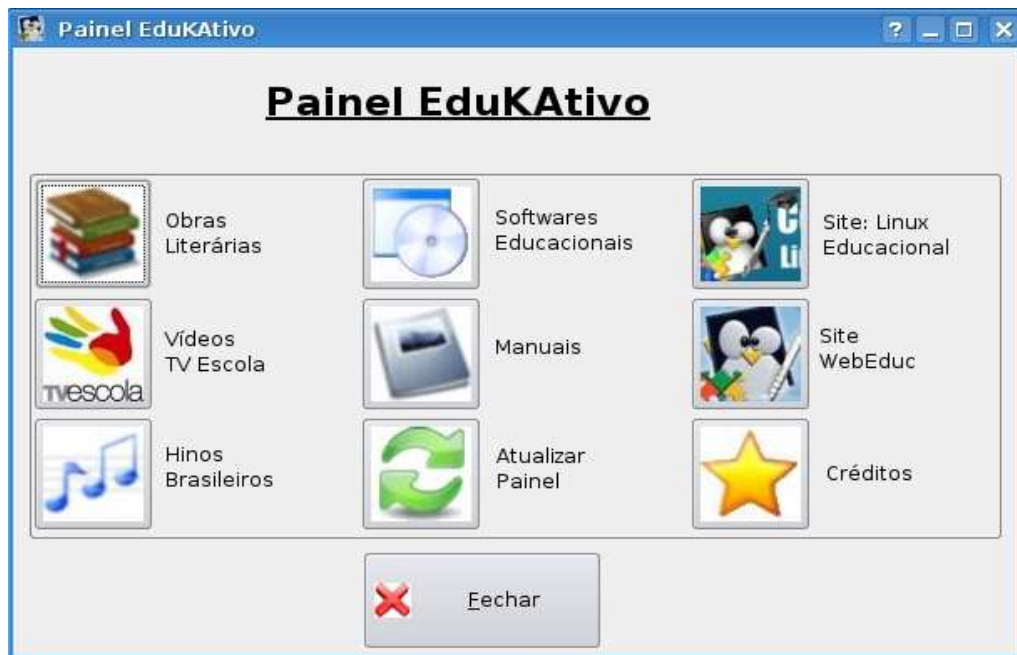 Painel EduKAtivo
Painel EduKAtivo
Obras
Literárias
Softwares
Educacionais
Site: Linux
Educacional
Vídeos
TV Escola
TVescola
Manuais
Site
WebEduc
Hinos
Brasileiros
Atualizar
Painel
Créditos
Fechar